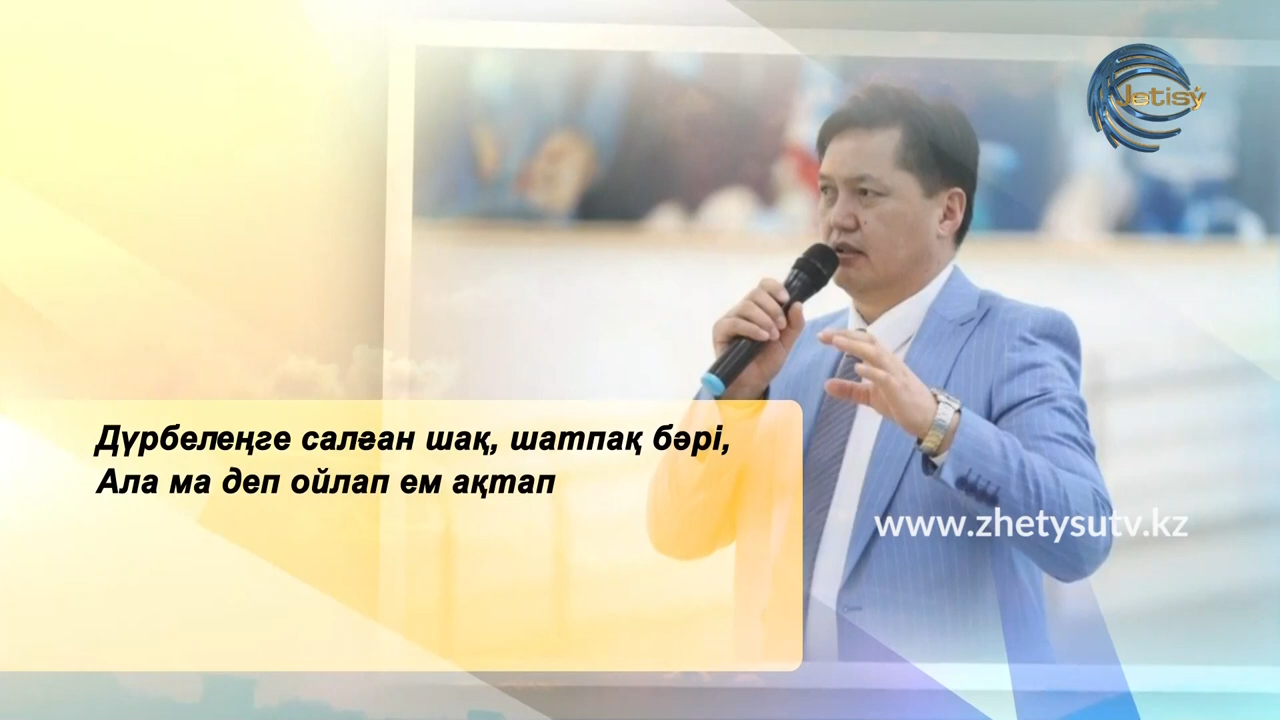 Jetisý
Дүрбелеңге салған шақ, шатпақ бәрі,
Ала ма деп ойлап ем ақтап
www.zhetysutv.kz